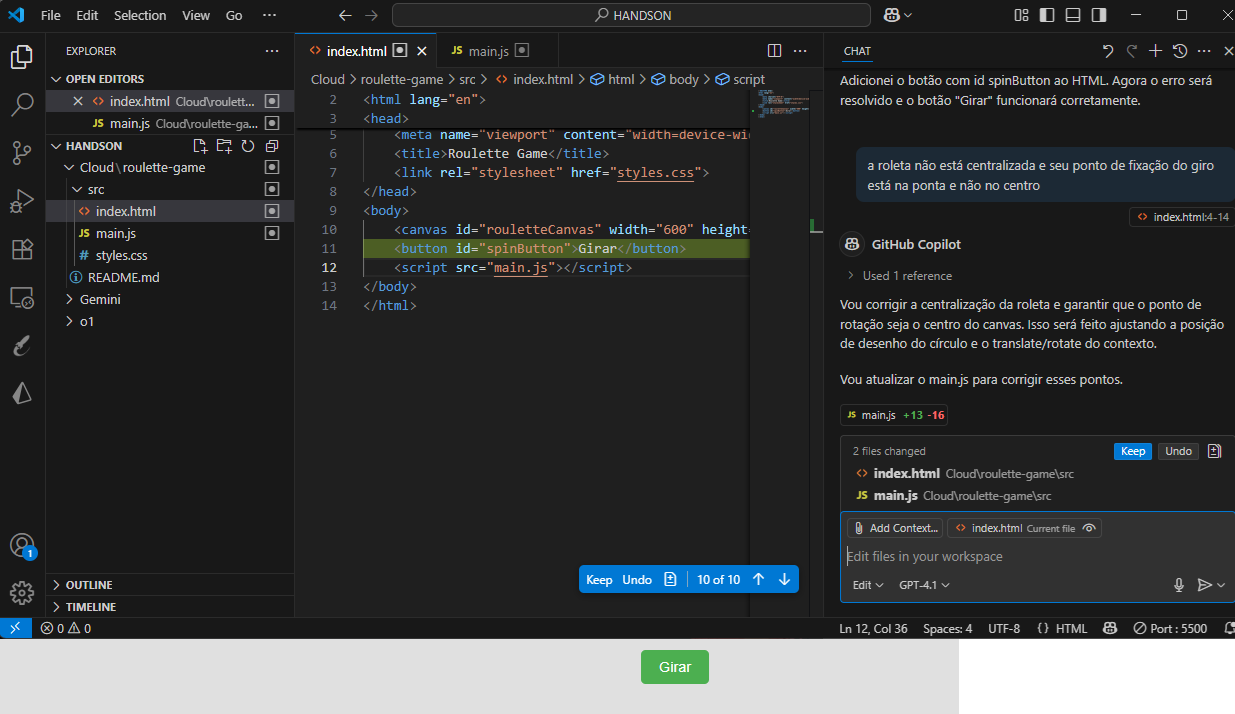 File Edit Selection View Go ··· HANDSON
EXPLORER ···
OPEN EDITORS
index.html Cloud\roulett...
main.js Cloud\roulette-ga...
HANDSON
Cloud\roulette-game
src
index.html
JS main.js
# styles.css
README.md
Gemini
o1
OUTLINE
TIMELINE
index.html
JS main.js
Cloud > roulette-game > src > index.html > html > body > script
2 <html lang="en">
3 <head>
5 <meta name="viewport" content="width=device-wi
6 <title>Roulette Game</title>
7 <link rel="stylesheet" href="styles.css">
8 </head>
9 <body>
10 <canvas id="rouletteCanvas" width="600" height=
11 <button id="spinButton">Girar</button>
12 <script src="main.js"></script>
13 </body>
14 </html>
Keep Undo 10 of 10
CHAT
Adicionei o botão com id spinButton ao HTML. Agora o erro será
resolvido e o botão "Girar" funcionará corretamente.
a roleta não está centralizada e seu ponto de fixação do giro
está na ponta e não no centro
index.html:4-14
GitHub Copilot
Used 1 reference
Vou corrigir a centralização da roleta e garantir que o ponto de
rotação seja o centro do canvas. Isso será feito ajustando a posição
de desenho do círculo e o translate/rotate do contexto.
Vou atualizar o main.js para corrigir esses pontos.
JS main.js +13 -16
2 files changed Keep Undo
index.html Cloud\roulette-game\src
JS main.js Cloud\roulette-game\src
Add Context... index.html Current file
Edit files in your workspace
Edit GPT-4.1
1
0 0 Ln 12, Col 36 Spaces: 4 UTF-8 {} HTML Port : 5500
Girar